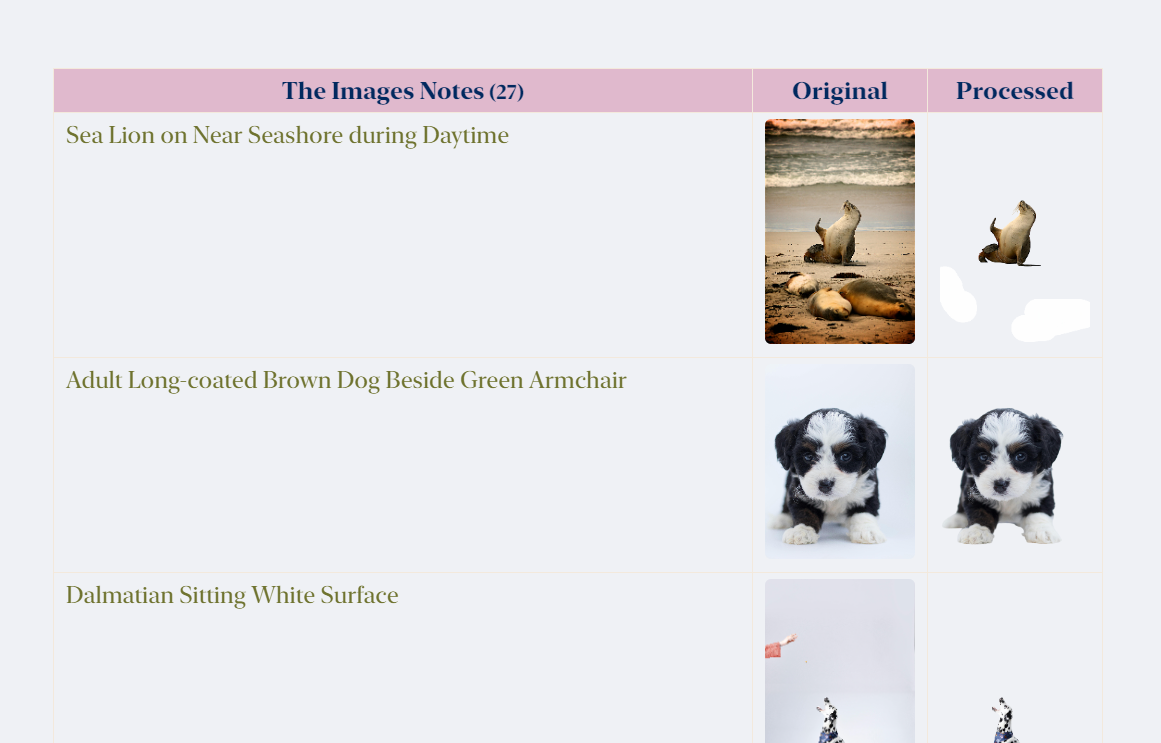 The Images Notes (27)
Original
Processed
Sea Lion on Near Seashore during Daytime
Adult Long-coated Brown Dog Beside Green Armchair
Dalmatian Sitting White Surface